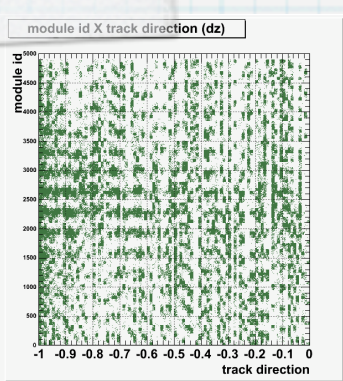 module id X track direction (dz)
module id
5000
4500
4000
3500
3000
2500
2000
1500
1000
500
0
-1 -0.9 -0.8 -0.7 -0.6 -0.5 -0.4 -0.3 -0.2 -0.1 0
track direction